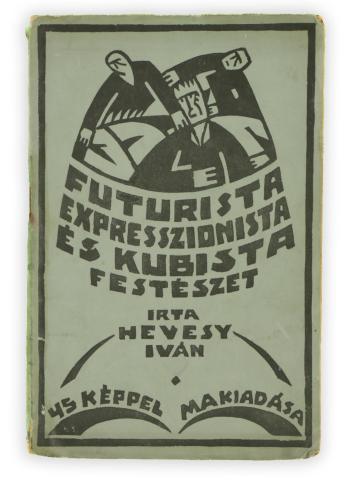 FUTURISTA
EXPRESSZIONISTA
ÉS KUBISTA
FESTÉSZET
IRTA
HEVESY
IVÁN
45 KÉPPEL MA KIADÁSA